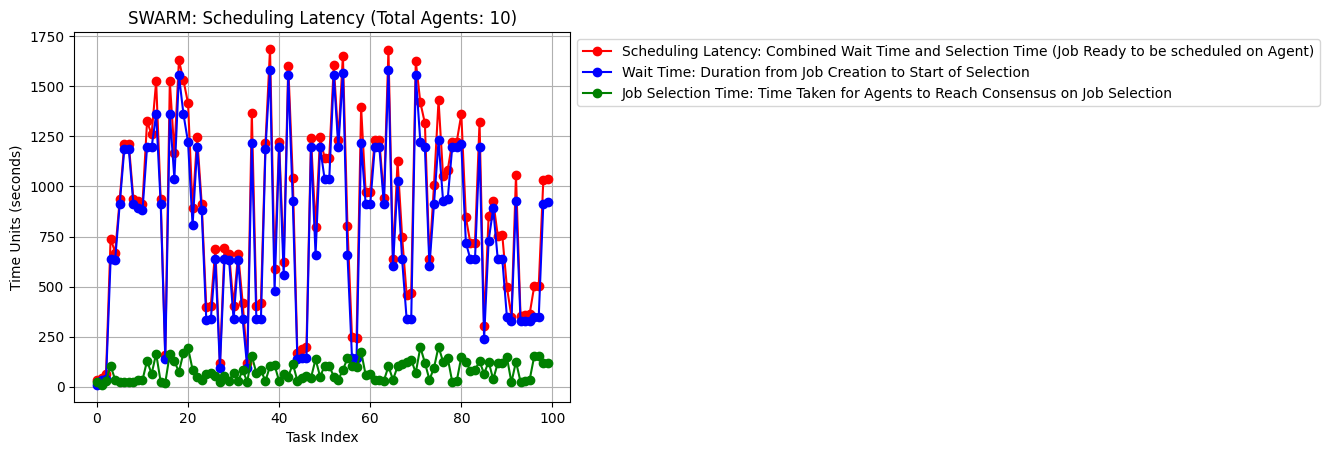 SWARM: Scheduling Latency (Total Agents: 10)
Scheduling Latency: Combined Wait Time and Selection Time (Job Ready to be scheduled on Agent)
Wait Time: Duration from Job Creation to Start of Selection
Job Selection Time: Time Taken for Agents to Reach Consensus on Job Selection
Time Units (seconds)
1750
1500
1250
1000
750
500
250
0
0 20 40 60 80 100
Task Index